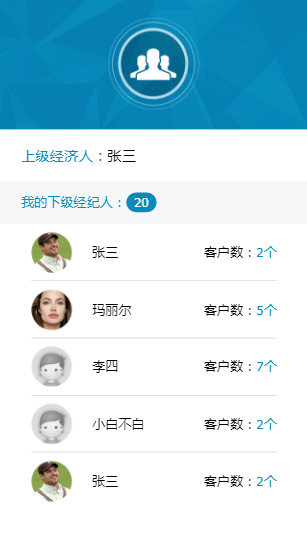 上级经济人：张三
我的下级经纪人： 20
张三 客户数：2个
玛丽尔 客户数：5个
李四 客户数：7个
小白不白 客户数：2个
张三 客户数：2个